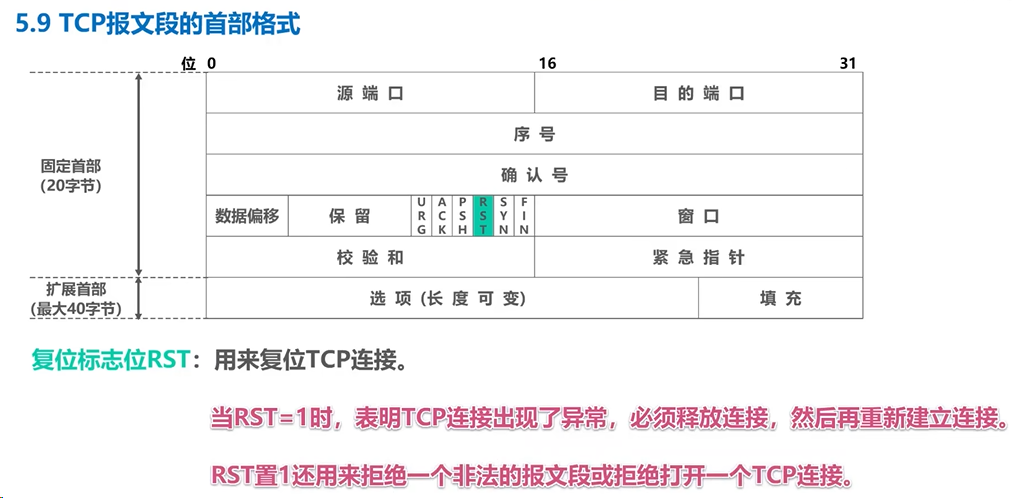 5.9 TCP报文段的首部格式
位 0 16 31
源 端 口 目 的 端 口
序 号
固定首部
(20字节)
确 认 号
数据偏移 保 留 URG ACK PSH RST SYN FIN 窗 口
校 验 和 紧 急 指 针
扩展首部
(最大40字节)
选 项 (长 度 可 变) 填 充
复位标志位RST：用来复位TCP连接。
当RST=1时，表明TCP连接出现了异常，必须释放连接，然后再重新建立连接。
RST置1还用来拒绝一个非法的报文段或拒绝打开一个TCP连接。